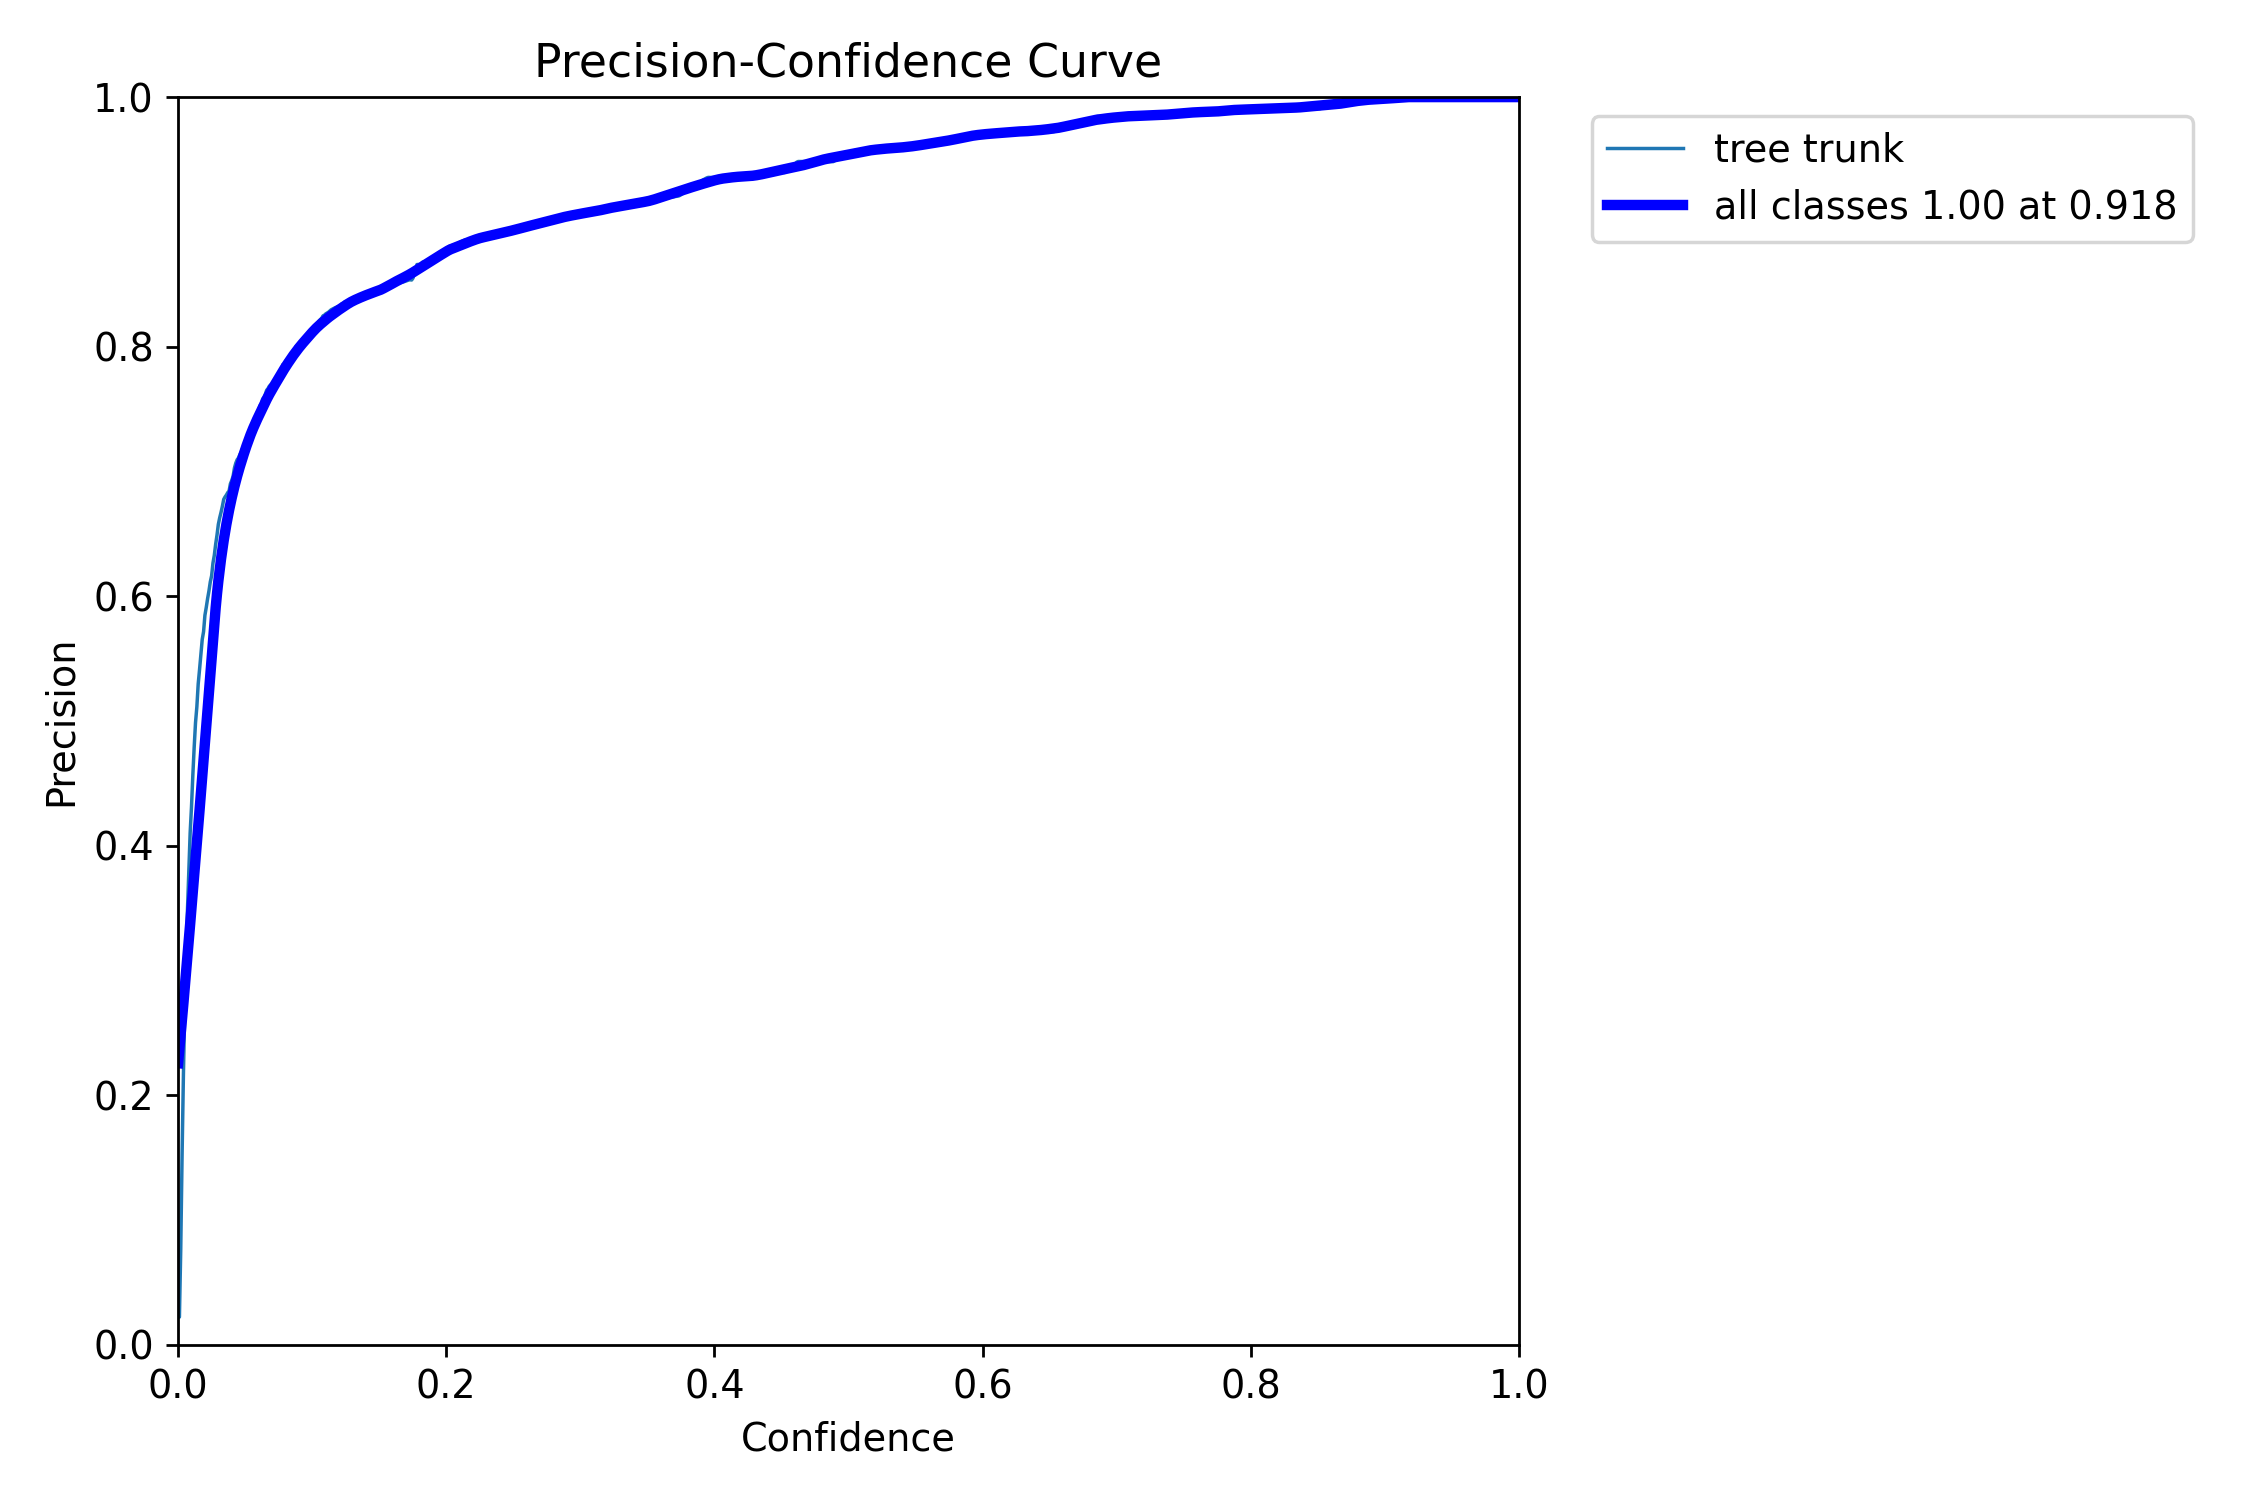 Precision-Confidence Curve
1.0
0.8
0.6
0.4
0.2
0.0
Precision
0.0 0.2 0.4 0.6 0.8 1.0
Confidence
tree trunk
all classes 1.00 at 0.918